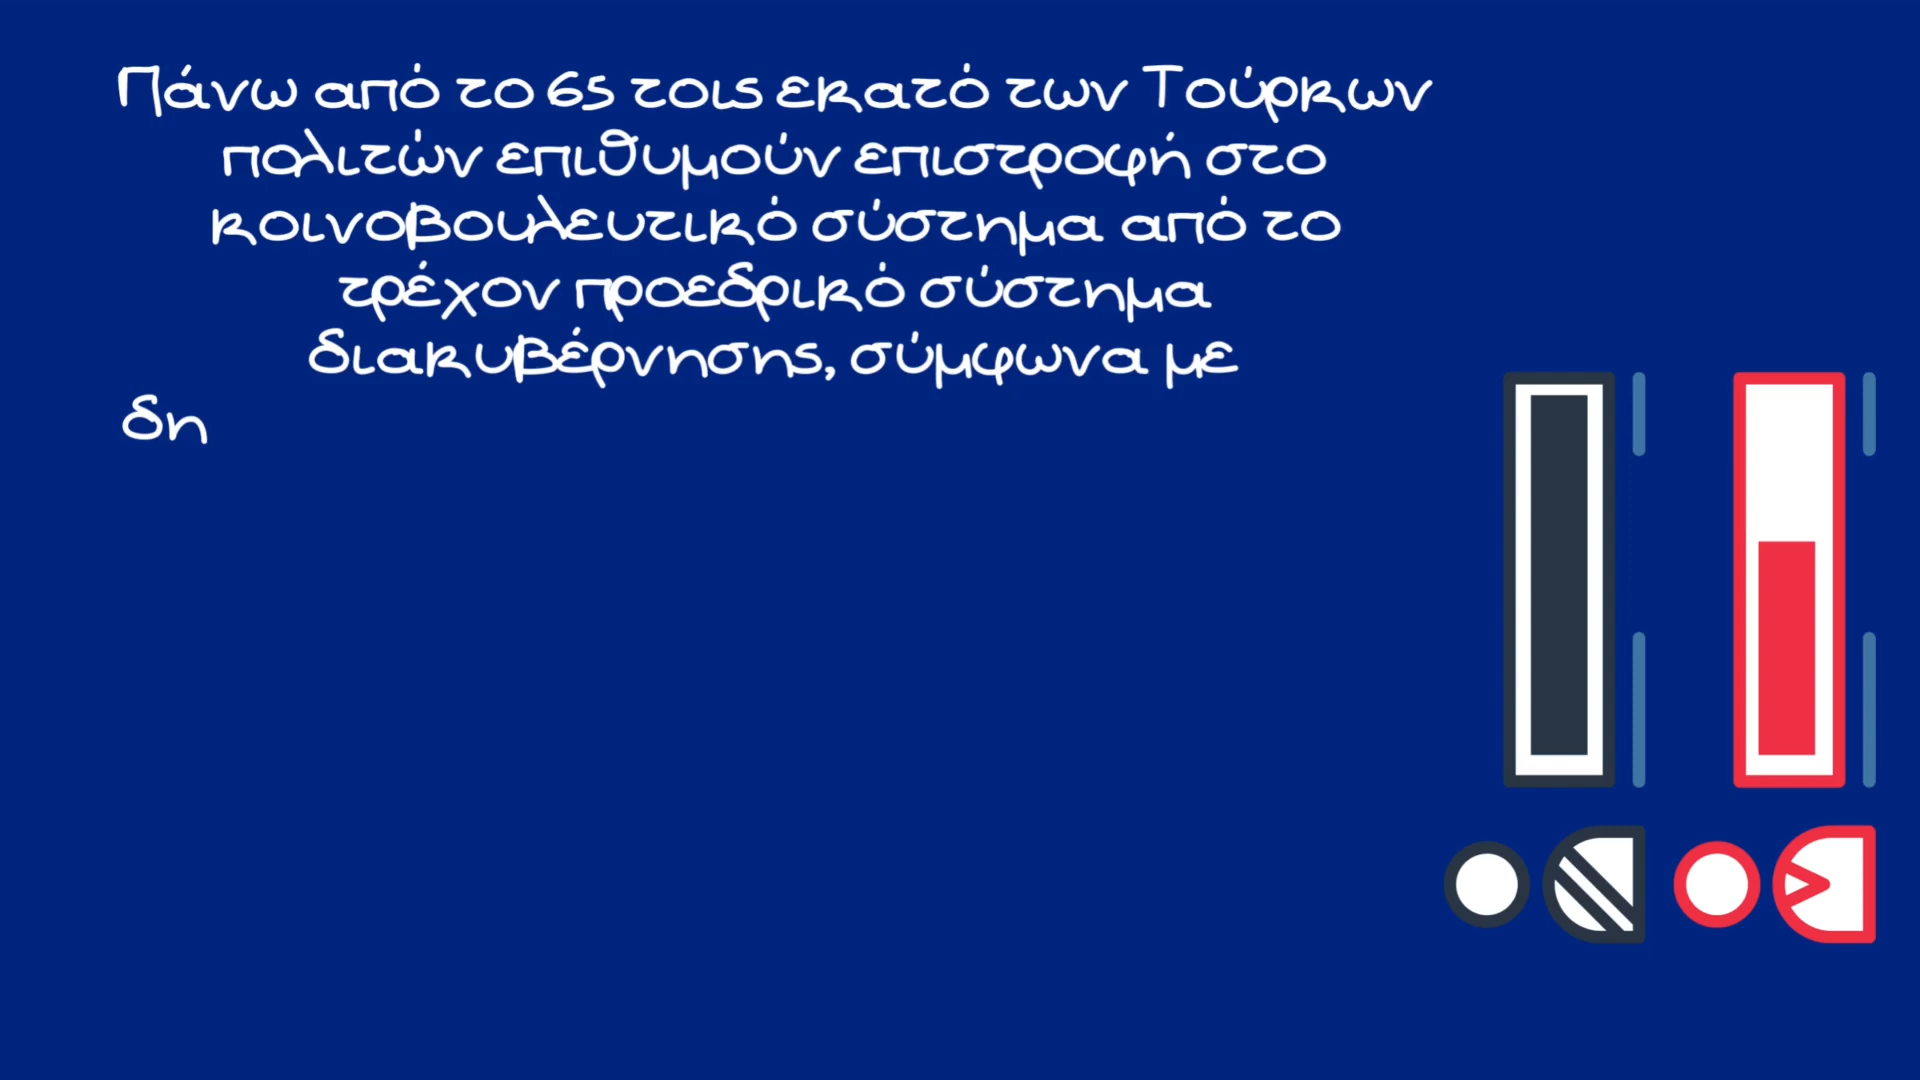 Πάνω από το 65 τοις εκατό των Τούρκων
πολιτών επιθυμούν επιστροφή στο
κοινοβουλευτικό σύστημα από το
τρέχον προεδρικό σύστημα
διακυβέρνησης, σύμφωνα με
δη